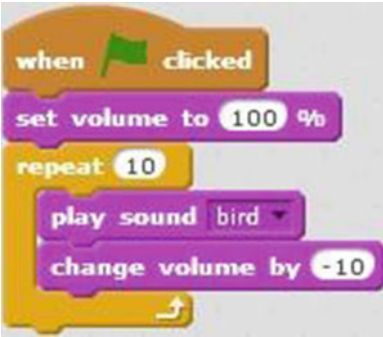 when clicked
set volume to 100 %
repeat 10
play sound bird
change volume by -10